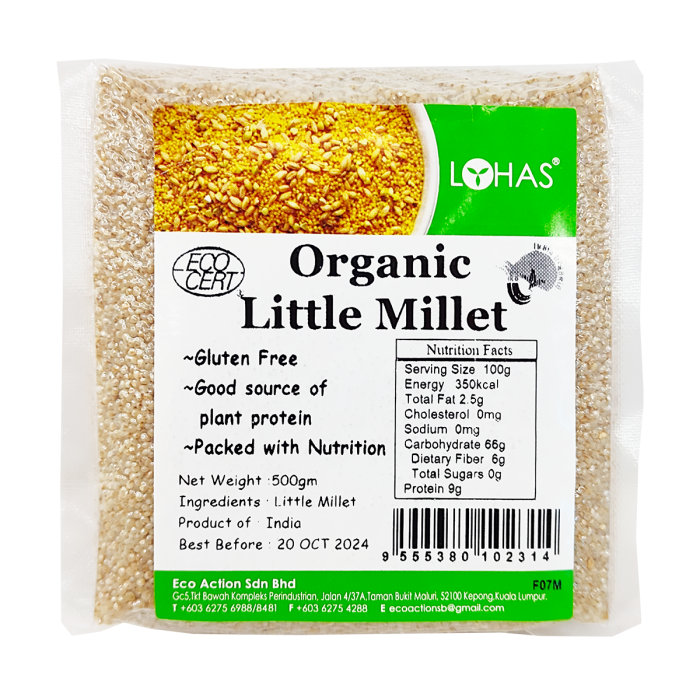 LOHAS®
ECO
CERT
Organic
Little Millet
~Gluten Free
~Good source of
plant protein
~Packed with Nutrition
Net Weight :500gm
Ingredients : Little Millet
Product of : India
Best Before : 20 OCT 2024
Nutrition Facts
Serving Size 100g
Energy 350kcal
Total Fat 2.5g
Cholesterol 0mg
Sodium 0mg
Carbohydrate 66g
Dietary Fiber 6g
Total Sugars 0g
Protein 9g
9 555380 102314
F07M
Eco Action Sdn Bhd
Gc5,Tkl Bawah Kompleks Perindustrian, Jalan 4/37A,Taman Bukit Maluri, 52100 Kepong,Kuala Lumpur.
T +603 6275 6988/8481 F +603 6275 4288 E ecoactionsb@gmail.com